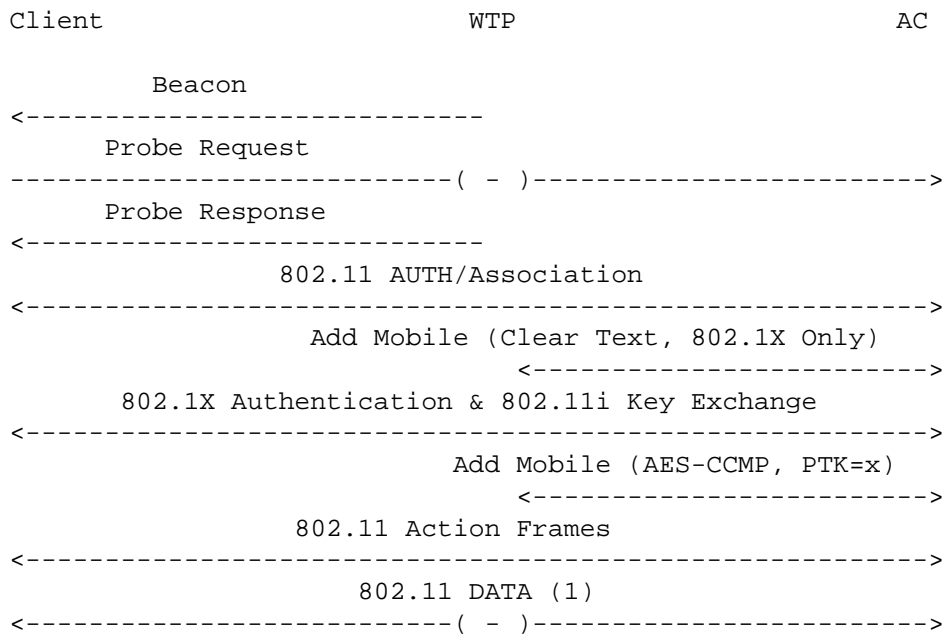 Client WTP AC
Beacon
<-----------------------------
Probe Request
----------------------------( - )------------------------->
Probe Response
<-----------------------------
802.11 AUTH/Association
<--------------------------------------------------------->
Add Mobile (Clear Text, 802.1X Only)
<------------------------->
802.1X Authentication & 802.11i Key Exchange
<--------------------------------------------------------->
Add Mobile (AES-CCMP, PTK=x)
<------------------------->
802.11 Action Frames
<--------------------------------------------------------->
802.11 DATA (1)
<---------------------------( - )------------------------->